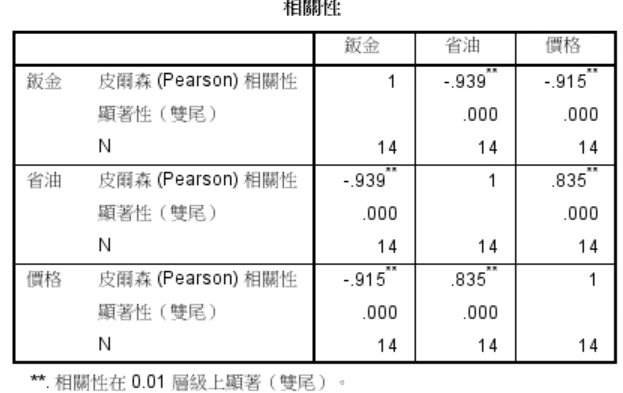 相關性
鈑金 省油 價格
鈑金 皮爾森 (Pearson) 相關性 1 -.939** -.915**
顯著性（雙尾） .000 .000
N 14 14 14
省油 皮爾森 (Pearson) 相關性 -.939** 1 .835**
顯著性（雙尾） .000 .000
N 14 14 14
價格 皮爾森 (Pearson) 相關性 -.915** .835** 1
顯著性（雙尾） .000 .000
N 14 14 14
**. 相關性在 0.01 層級上顯著（雙尾）。